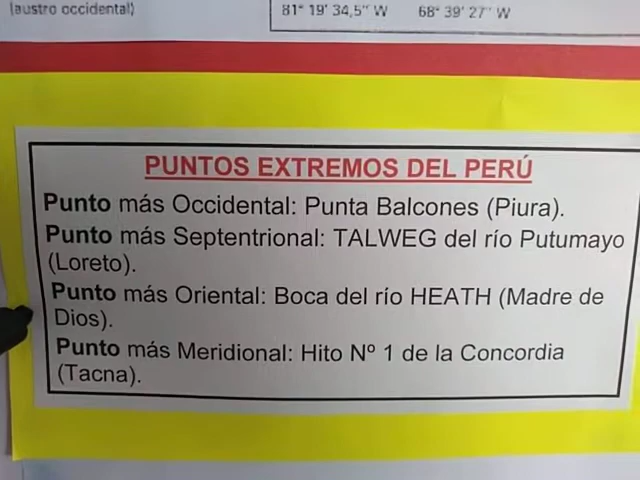 (austro occidental)
81° 19' 34,5'' W 68° 39' 27'' W
PUNTOS EXTREMOS DEL PERÚ
Punto más Occidental: Punta Balcones (Piura).
Punto más Septentrional: TALWEG del río Putumayo
(Loreto).
Punto más Oriental: Boca del río HEATH (Madre de
Dios).
Punto más Meridional: Hito Nº 1 de la Concordia
(Tacna).